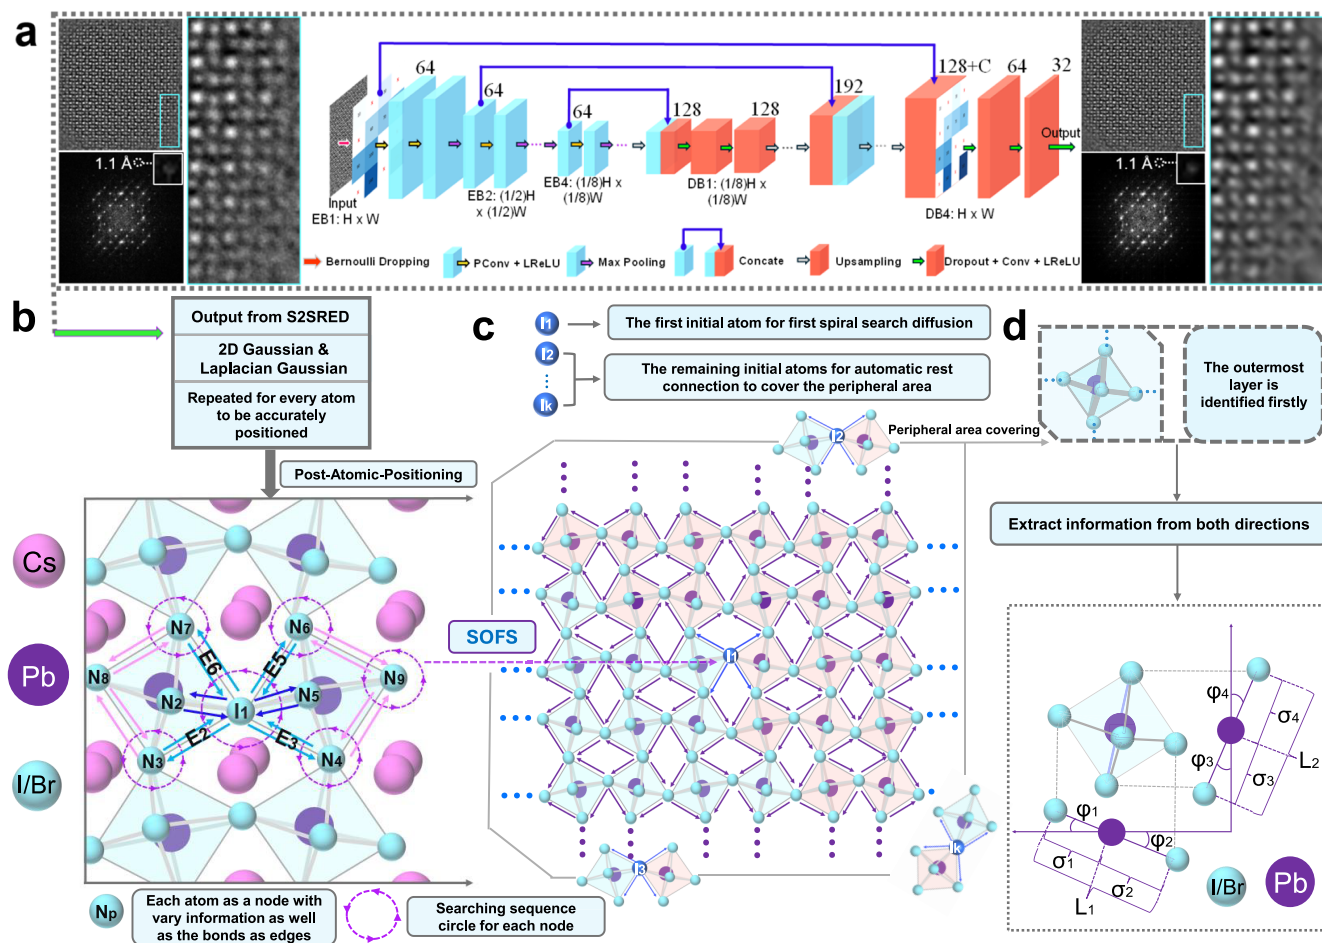 a
1.1 Å
Input
EB1: H x W
64
64
EB2: (1/2)H
x (1/2)W
64
EB4: (1/8)H x
(1/8)W
128
128
DB1: (1/8)H x
(1/8)W
192
128+C
64
32
DB4: H x W
Output
1.1 Å
Bernoulli Dropping
PConv + LReLU
Max Pooling
Concate
Upsampling
Dropout + Conv + LReLU
b
Output from S2SRED
2D Gaussian &
Laplacian Gaussian
Repeated for every atom
to be accurately
positioned
Post-Atomic-Positioning
Cs
Pb
I/Br
N7
N6
N8
E6
E5
N9
N2
N5
I1
E2
E3
N3
N4
Np
Each atom as a node with
vary information as well
as the bonds as edges
Searching sequence
circle for each node
c
I1
The first initial atom for first spiral search diffusion
I2
Ik
The remaining initial atoms for automatic rest
connection to cover the peripheral area
I2
Peripheral area covering
SOFS
I1
I3
Ik
d
The outermost
layer is
identified firstly
Extract information from both directions
φ4
σ4
φ3
L2
σ3
φ1
φ2
σ1
σ2
L1
I/Br
Pb